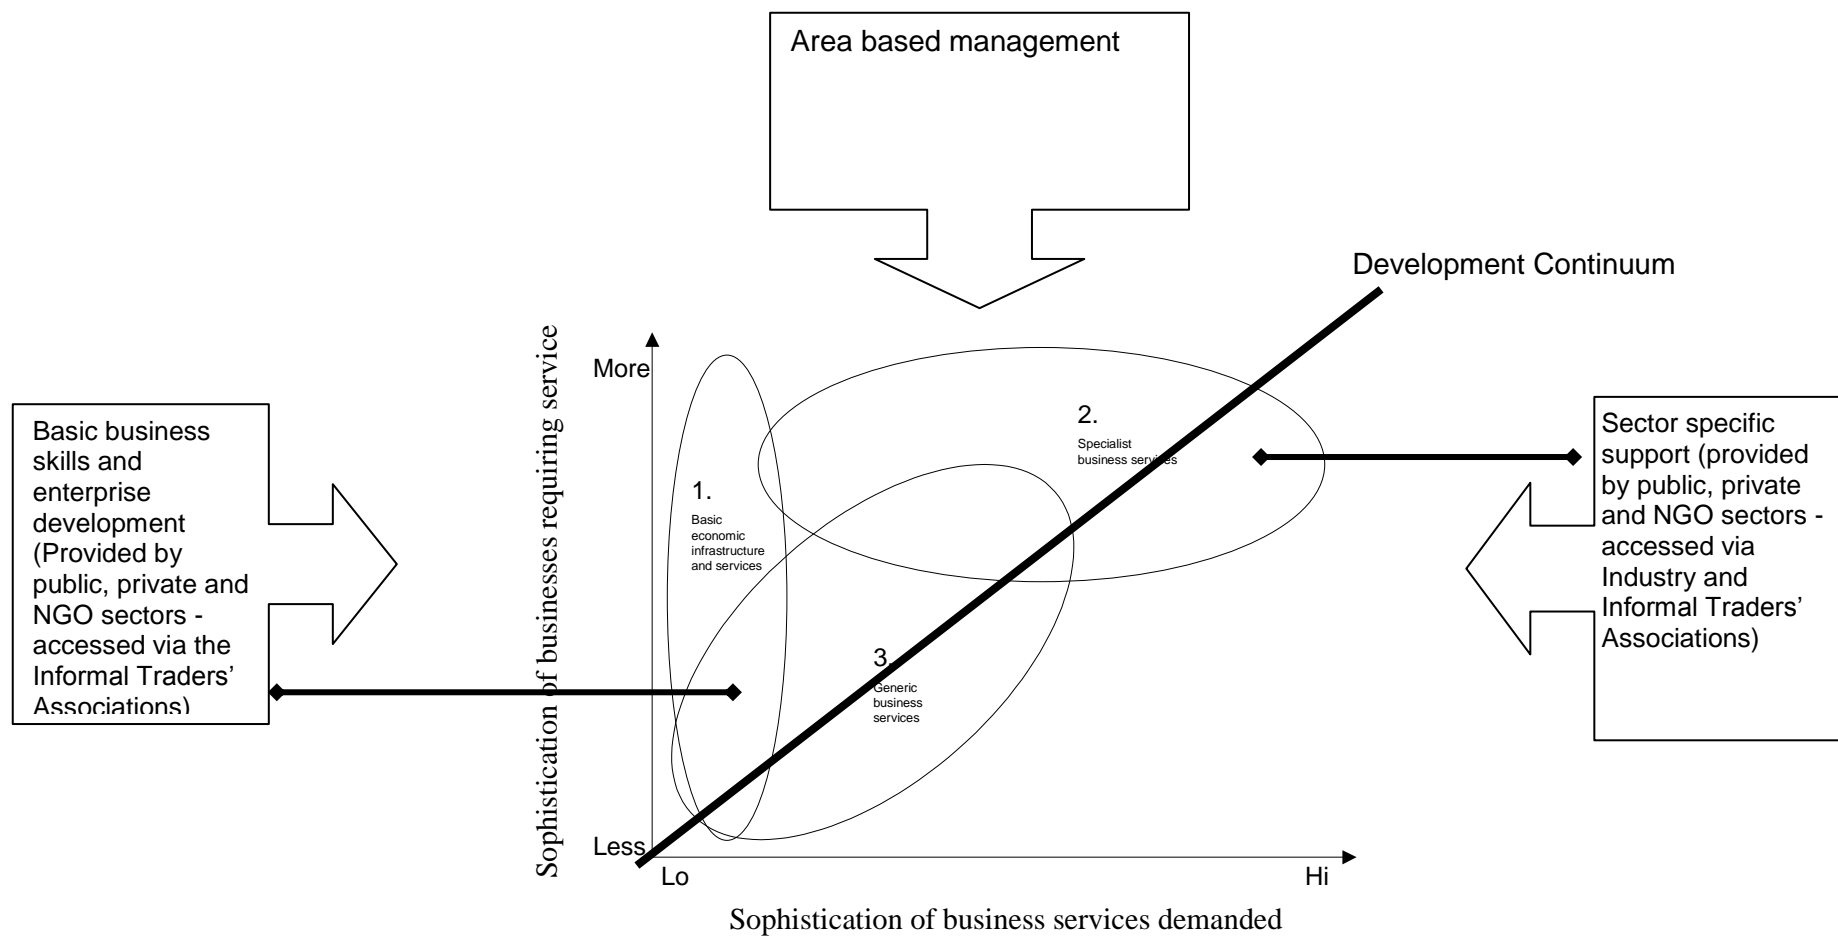 Area based management
Development Continuum
Sophistication of businesses requiring service
More
Less
Basic business
skills and
enterprise
development
(Provided by
public, private and
NGO sectors -
accessed via the
Informal Traders’
Associations)
1.
Basic
economic
infrastructure
and services
2.
Specialist
business services
3.
Generic
business
services
Sector specific
support (provided
by public, private
and NGO sectors -
accessed via
Industry and
Informal Traders’
Associations)
Lo
Hi
Sophistication of business services demanded